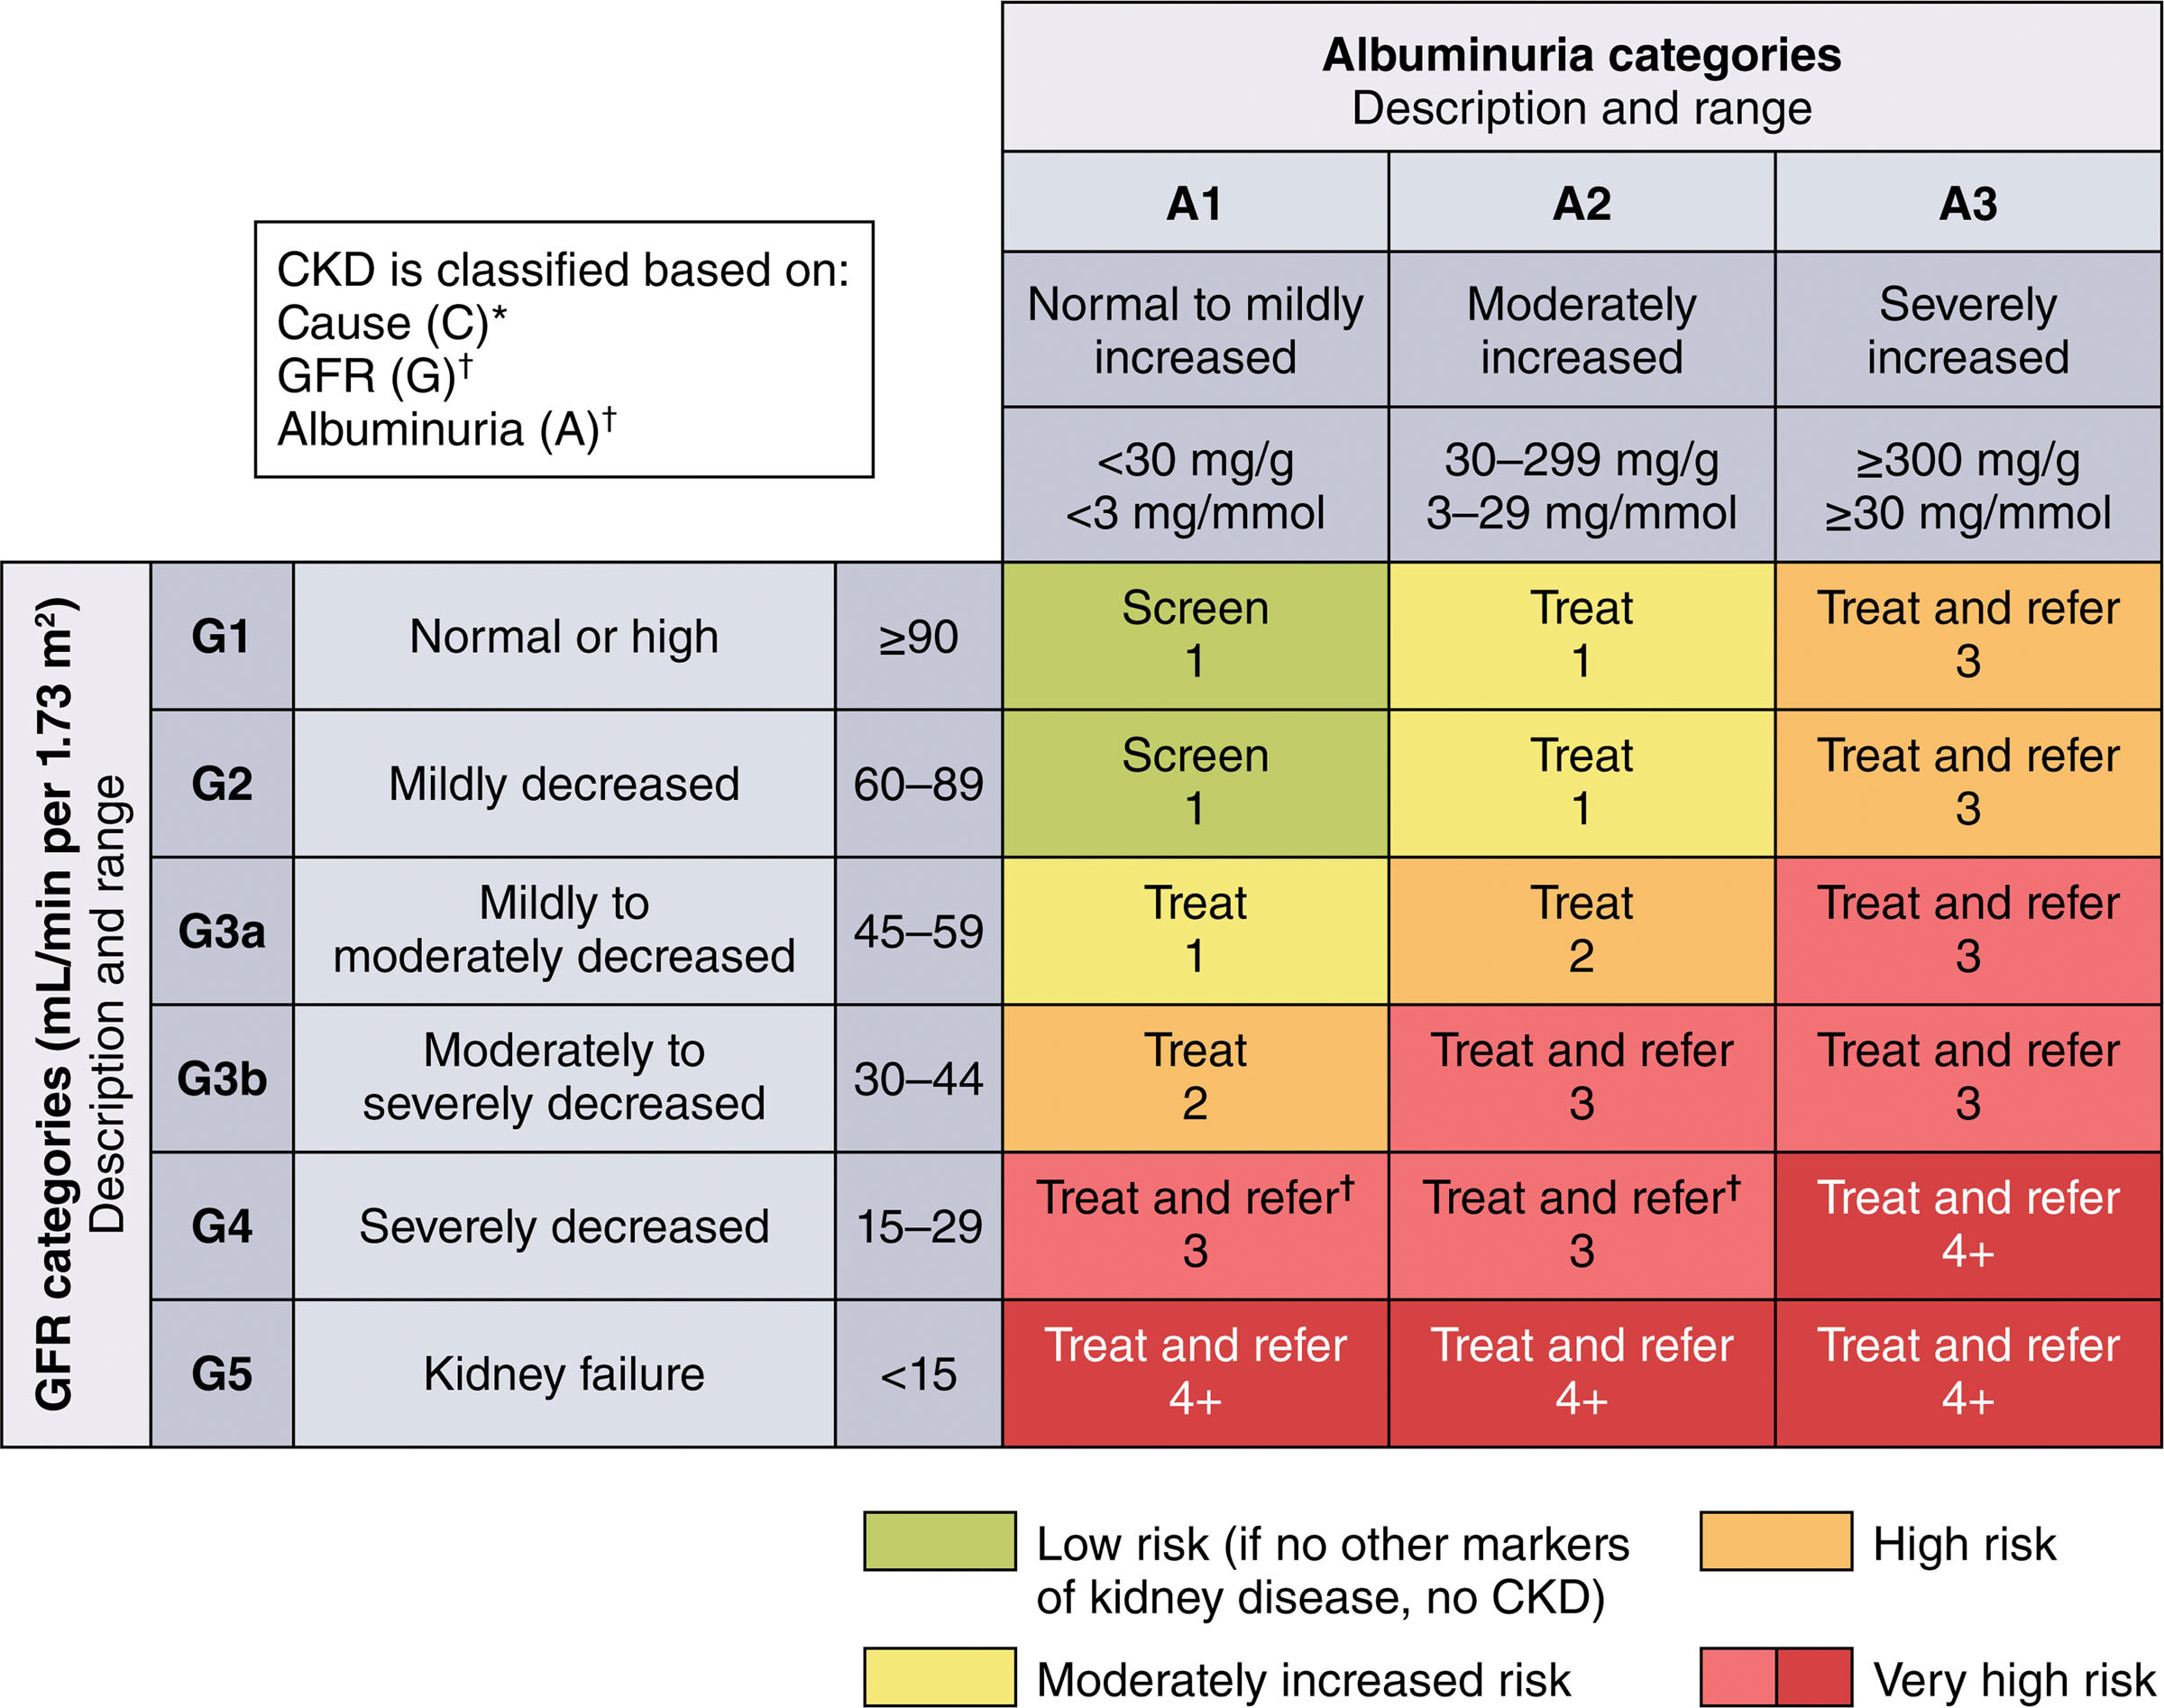 Albuminuria categories
Description and range
A1 A2 A3
CKD is classified based on:
Cause (C)*
GFR (G)†
Albuminuria (A)†
Normal to mildly
increased
Moderately
increased
Severely
increased
<30 mg/g
<3 mg/mmol
30–299 mg/g
3–29 mg/mmol
≥300 mg/g
≥30 mg/mmol
GFR categories (mL/min per 1.73 m²)
Description and range
G1
Normal or high
≥90
Screen
1
Treat
1
Treat and refer
3
G2
Mildly decreased
60–89
Screen
1
Treat
1
Treat and refer
3
G3a
Mildly to
moderately decreased
45–59
Treat
1
Treat
2
Treat and refer
3
G3b
Moderately to
severely decreased
30–44
Treat
2
Treat and refer
3
Treat and refer
3
G4
Severely decreased
15–29
Treat and refer†
3
Treat and refer†
3
Treat and refer
4+
G5
Kidney failure
<15
Treat and refer
4+
Treat and refer
4+
Treat and refer
4+
Low risk (if no other markers
of kidney disease, no CKD)
High risk
Moderately increased risk
Very high risk